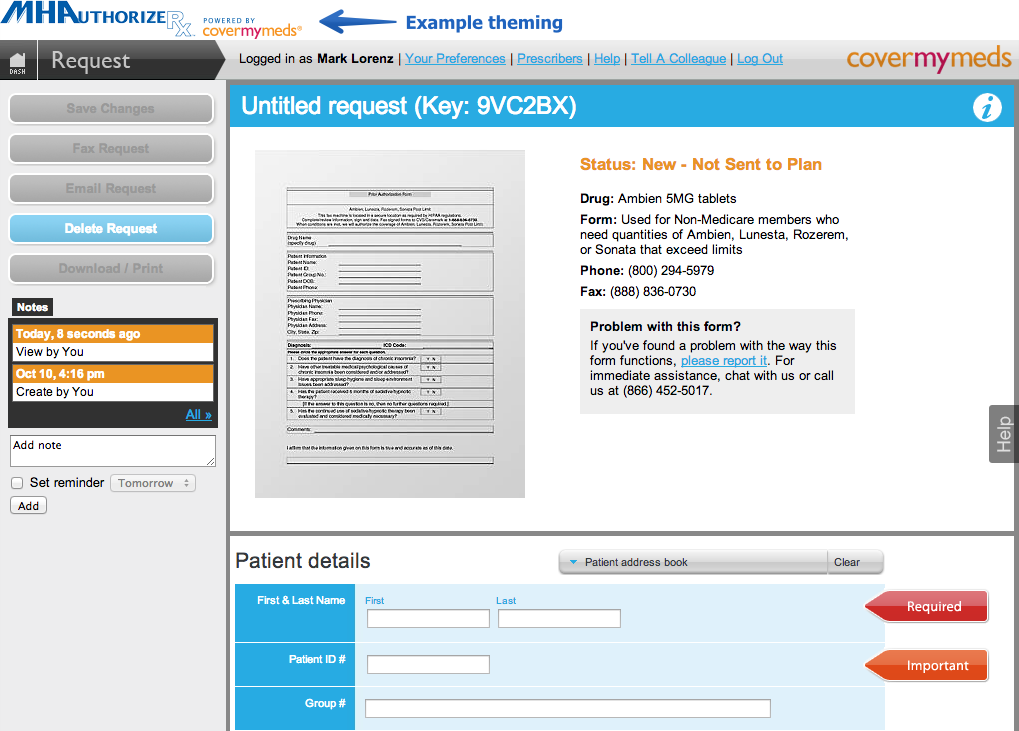 MHAUTHORIZERx POWERED BY
covermymeds®
Example theming
DASH
Request
Logged in as Mark Lorenz | Your Preferences | Prescribers | Help | Tell A Colleague | Log Out
covermymeds
Save Changes
Fax Request
Email Request
Delete Request
Download / Print
Notes
Today, 8 seconds ago
View by You
Oct 10, 4:16 pm
Create by You
All »
Add note
Set reminder Tomorrow
Add
Untitled request (Key: 9VC2BX)
i
Prior Authorization Form
Ambien, Lunesta, Rozerem, Sonata Post Limit
This fax machine is located in a secure location as required by HIPAA regulations.
Complete/review information, sign and date. Fax signed forms to CVS/Caremark at 1-888-836-0730.
When conditions are met, we will authorize the coverage of Ambien, Lunesta, Rozerem, Sonata Post Limit.
Drug Name
(specify drug)
Patient Information
Patient Name:
Patient ID:
Patient Group No.:
Patient DOB:
Patient Phone:
Prescribing Physician
Physician Name:
Physician Phone:
Physician Fax:
Physician Address:
City, State, Zip:
Diagnosis: ICD Code:
Please circle the appropriate answer for each question.
1. Does the patient have the diagnosis of chronic insomnia? Y N
2. Have other treatable medical/psychological causes of
chronic insomnia been considered and/or addressed? Y N
3. Have appropriate sleep hygiene and sleep environment
issues been addressed? Y N
4. Has the patient received 6 months of sedative/hypnotic
therapy? Y N
[If the answer to this question is no, then no further questions required.]
5. Has the continued use of sedative/hypnotic therapy been
evaluated and considered medically necessary? Y N
Comments:
I affirm that the information given on this form is true and accurate as of this date.
Status: New - Not Sent to Plan
Drug: Ambien 5MG tablets
Form: Used for Non-Medicare members who
need quantities of Ambien, Lunesta, Rozerem,
or Sonata that exceed limits
Phone: (800) 294-5979
Fax: (888) 836-0730
Problem with this form?
If you've found a problem with the way this
form functions, please report it. For
immediate assistance, chat with us or call
us at (866) 452-5017.
Help
Patient details
Patient address book Clear
First & Last Name First Last
Required
Patient ID #
Important
Group #